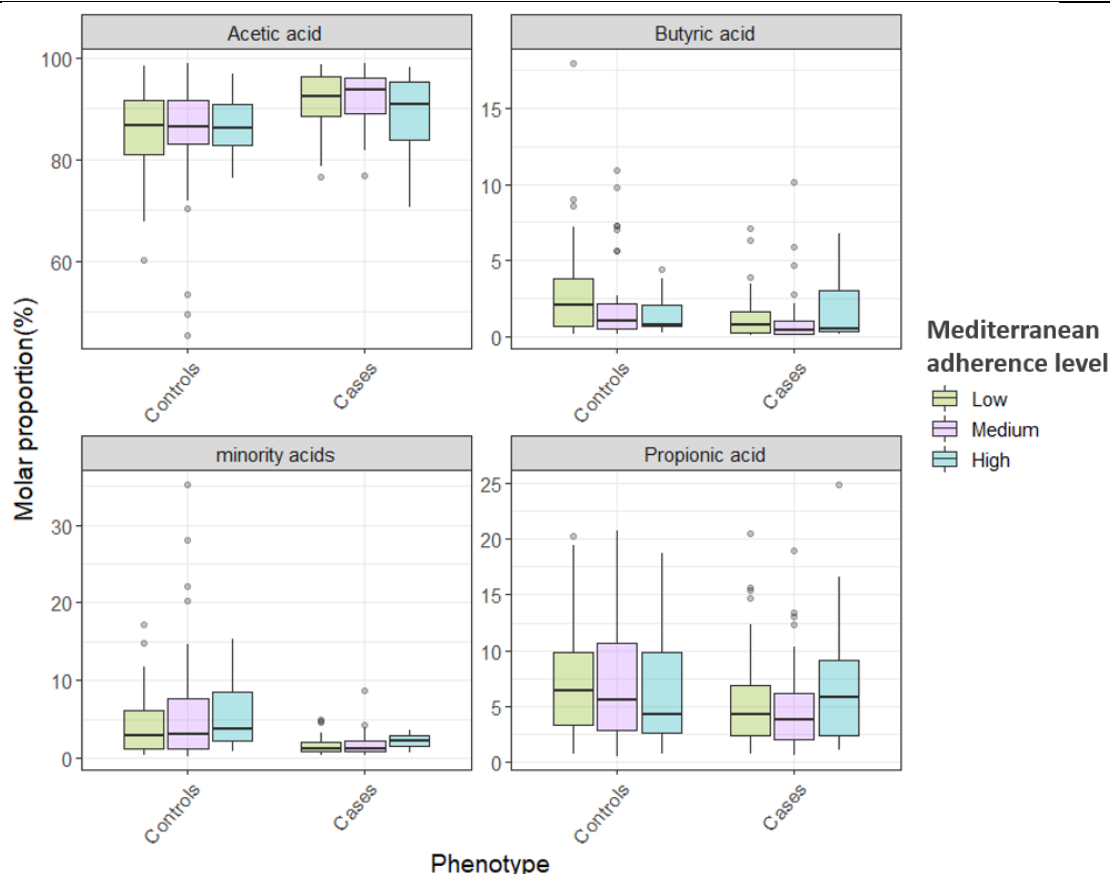 Acetic acid
Butyric acid
100
80
60
15
10
5
0
Controls
Cases
Controls
Cases
Molar proportion(%)
minority acids
Propionic acid
30
20
10
0
25
20
15
10
5
0
Controls
Cases
Controls
Cases
Phenotype
Mediterranean
adherence level
Low
Medium
High